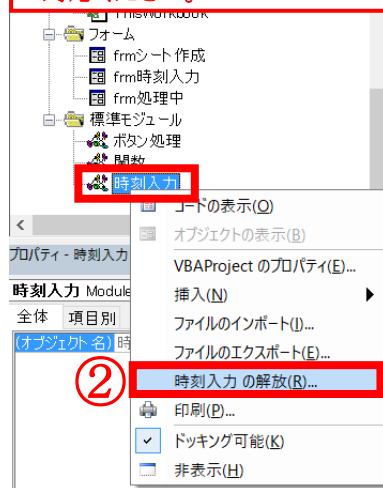 ThisWorkbook
フォーム
frmシート作成
frm時刻入力
frm処理中
標準モジュール
ボタン処理
関数
時刻入力
コードの表示(O)
オブジェクトの表示(B)
プロパティ - 時刻入力
VBAProject のプロパティ(E)...
時刻入力 Module
挿入(N)
全体 項目別
ファイルのインポート(I)...
(オブジェクト名) 時
ファイルのエクスポート(E)...
②
時刻入力 の解放(R)...
印刷(P)...
ドッキング可能(K)
非表示(H)